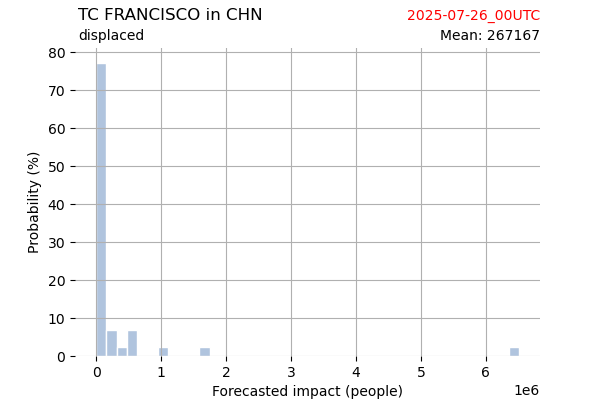 TC FRANCISCO in CHN
2025-07-26_00UTC
displaced
Mean: 267167
80
70
60
50
40
30
20
10
0
Probability (%)
0 1 2 3 4 5 6
1e6
Forecasted impact (people)